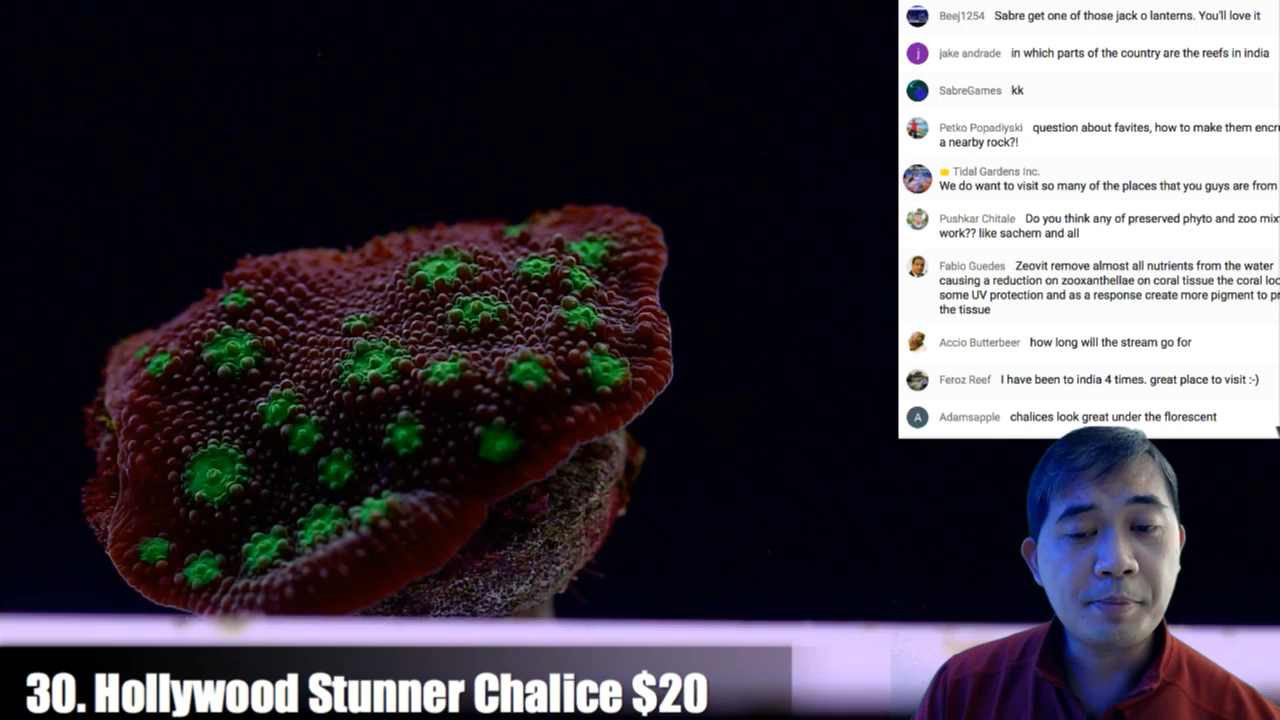 Beej1254 Sabre get one of those jack o lanterns. You'll love it
j jake andrade in which parts of the country are the reefs in india
SabreGames kk
Petko Popadiyski question about favites, how to make them
a nearby rock?!
Tidal Gardens Inc.
We do want to visit so many of the places that you guys are from
Pushkar Chitale Do you think any of preserved phyto and zoo
work?? like sachem and all
Fabio Guedes Zeovit remove almost all nutrients from the water
causing a reduction on zooxanthellae on coral tissue the coral
some UV protection and as a response create more pigment to
the tissue
Accio Butterbeer how long will the stream go for
Feroz Reef I have been to india 4 times. great place to visit :-)
A Adamsapple chalices look great under the florescent
30. Hollywood Stunner Chalice $20